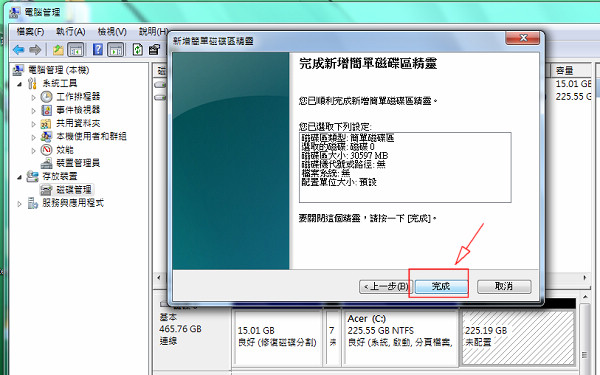 電腦管理
檔案(F) 執行(A) 檢視(V) 說明(H)
電腦管理 (本機)
系統工具
工作排程器
事件檢視器
共用資料夾
本機使用者和群組
效能
裝置管理員
存放裝置
磁碟管理
服務與應用程式
新增簡單磁碟區精靈
完成新增簡單磁碟區精靈
您已順利完成新增簡單磁碟區精靈。
您已選取下列設定:
磁碟區類型: 簡單磁碟區
選取的磁碟: 磁碟 0
磁碟區大小: 30597 MB
磁碟機代號或路徑: 無
檔案系統: 無
配置單位大小: 預設
要關閉這個精靈，請按一下 [完成]。
<上一步(B) 完成 取消
容量
15.01 GB
225.55 G
基本
465.76 GB
連線
15.01 GB
良好 (修復磁碟分割)
7
未
Acer (C:)
225.55 GB NTFS
良好 (系統, 啟動, 分頁檔案,
225.19 GB
未配置